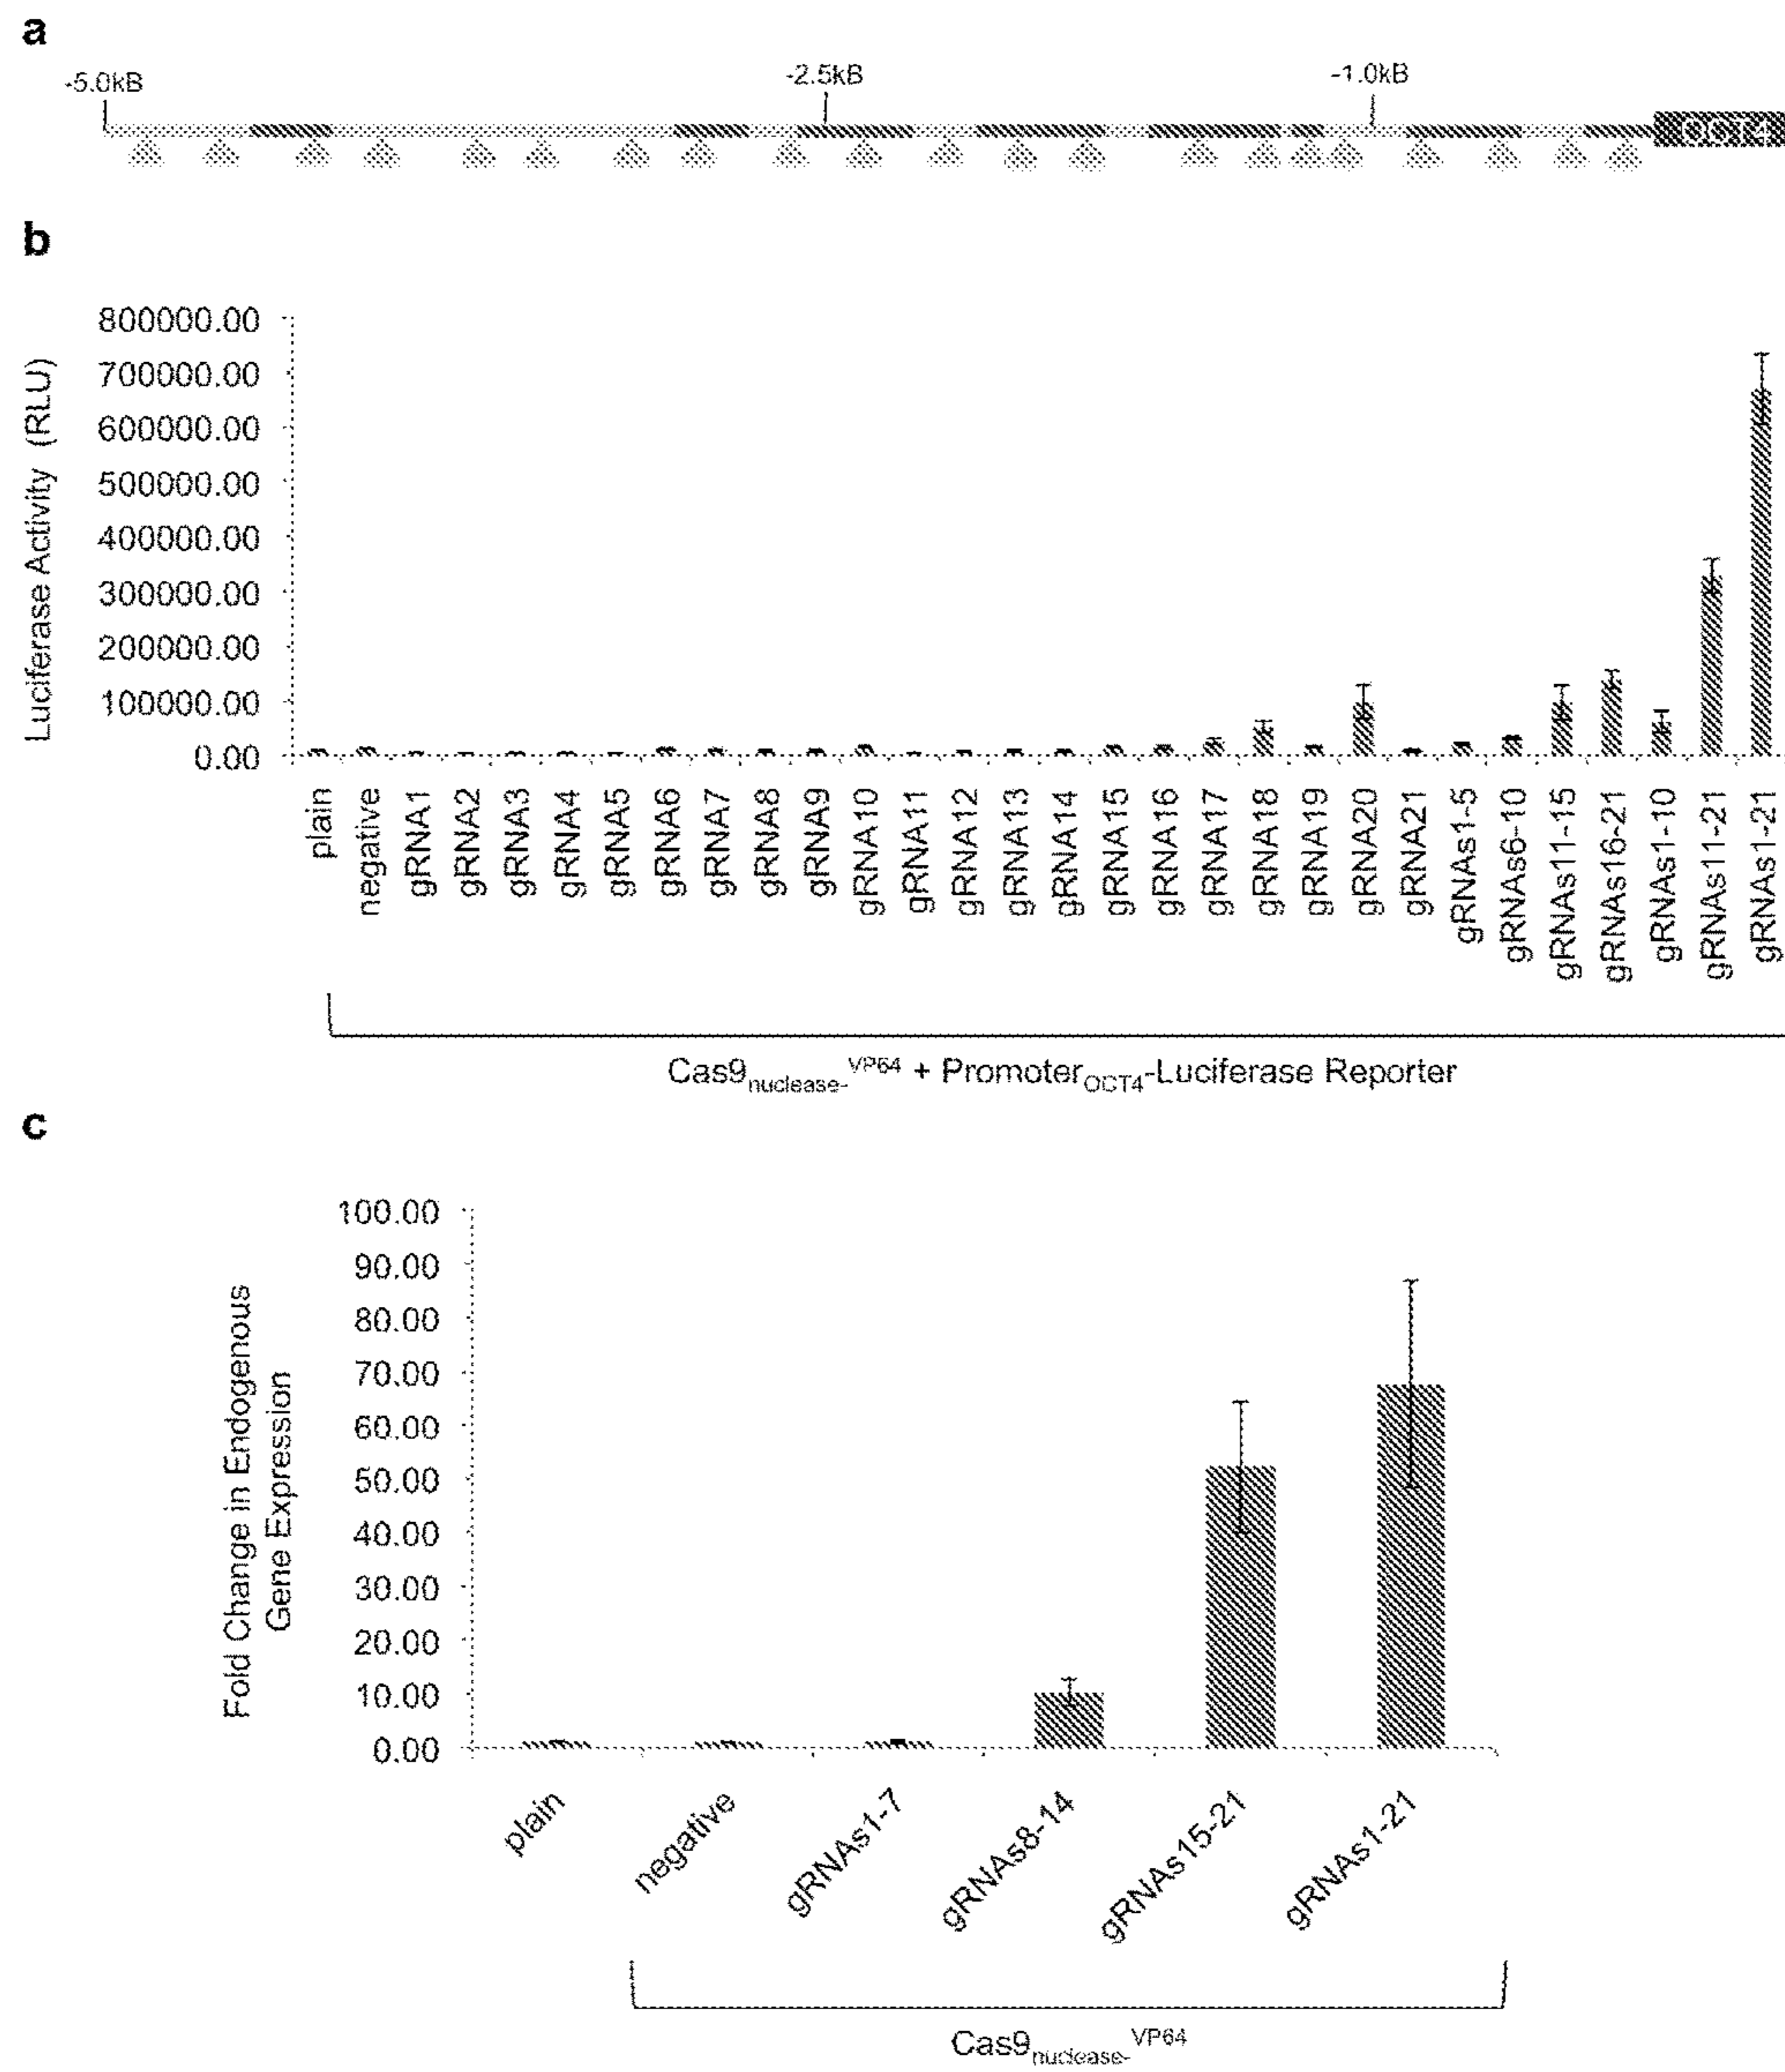 a
-5.0kB
-2.5kB
-1.0kB
OCT4
b
Luciferase Activity (RLU)
800000.00
700000.00
600000.00
500000.00
400000.00
300000.00
200000.00
100000.00
0.00
plain
negative
gRNA1
gRNA2
gRNA3
gRNA4
gRNA5
gRNA6
gRNA7
gRNA8
gRNA9
gRNA10
gRNA11
gRNA12
gRNA13
gRNA14
gRNA15
gRNA16
gRNA17
gRNA18
gRNA19
gRNA20
gRNA21
gRNAs1-5
gRNAs6-10
gRNAs11-15
gRNAs16-21
gRNAs1-10
gRNAs11-21
gRNAs1-21
Cas9nuclease-VP64 + PromoterOCT4-Luciferase Reporter
c
Fold Change in Endogenous
Gene Expression
100.00
90.00
80.00
70.00
60.00
50.00
40.00
30.00
20.00
10.00
0.00
plain
negative
gRNAs1-7
gRNAs8-14
gRNAs15-21
gRNAs1-21
Cas9nuclease-VP64